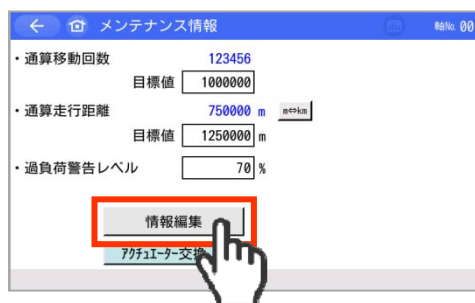 メンテナンス情報 軸No. 00
・通算移動回数 123456
目標値 1000000
・通算走行距離 750000 m m⇔km
目標値 1250000 m
・過負荷警告レベル 70 %
情報編集
アクチュエーター交換